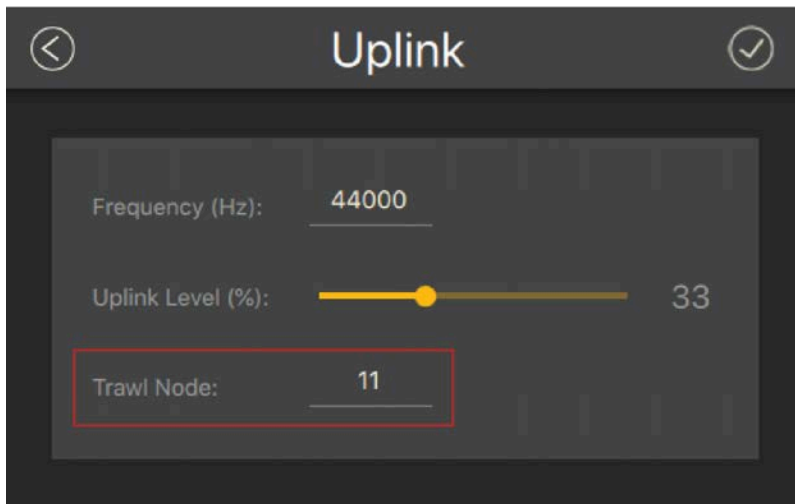 Uplink
Frequency (Hz): 44000
Uplink Level (%): 33
Trawl Node: 11